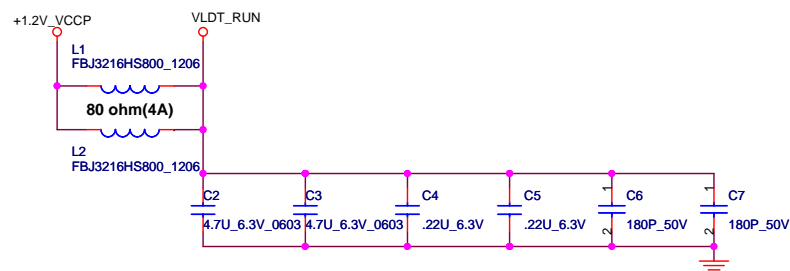 +1.2V_VCCP
VLDT_RUN
L1
FBJ3216HS800_1206
80 ohm(4A)
L2
FBJ3216HS800_1206
C2
4.7U_6.3V_0603
C3
4.7U_6.3V_0603
C4
.22U_6.3V
C5
.22U_6.3V
1
C6
180P_50V
2
1
C7
180P_50V
2